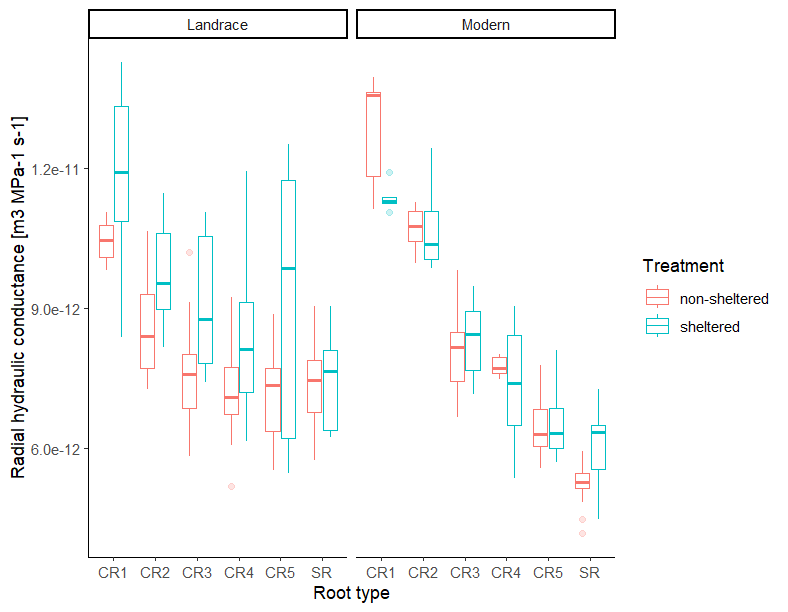 Landrace Modern
Radial hydraulic conductance [m3 MPa-1 s-1]
1.2e-11
9.0e-12
6.0e-12
CR1 CR2 CR3 CR4 CR5 SR CR1 CR2 CR3 CR4 CR5 SR
Root type
Treatment
non-sheltered
sheltered